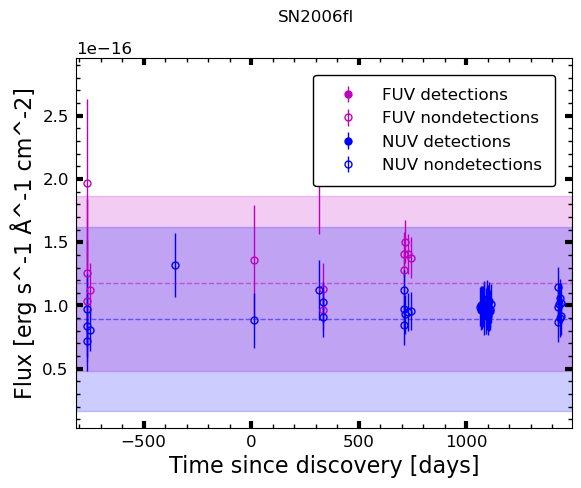 SN2006fl
1e−16
FUV detections
FUV nondetections
NUV detections
NUV nondetections
2.5
2.0
1.5
1.0
0.5
Flux [erg s^-1 Å^-1 cm^-2]
−500 0 500 1000
Time since discovery [days]